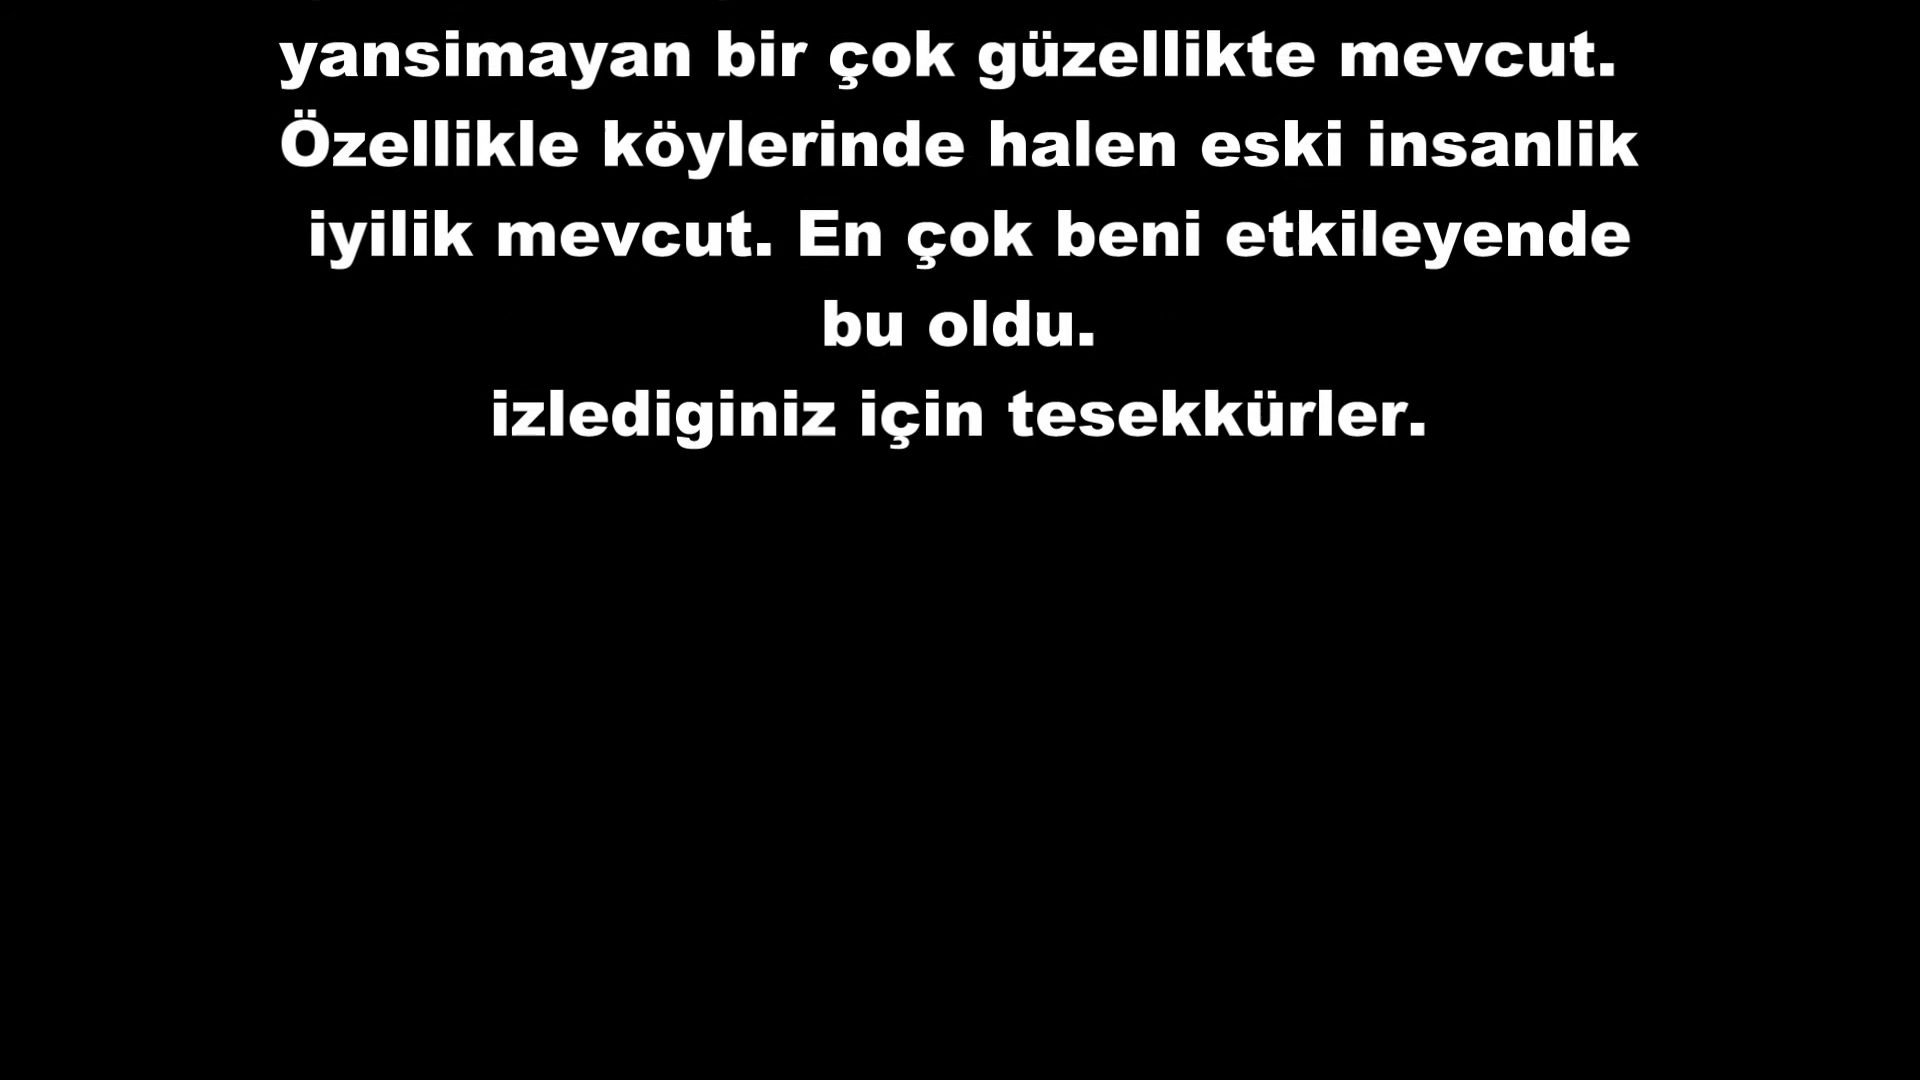 yansimayan bir çok güzellikte mevcut.
Özellikle köylerinde halen eski insanlik
iyilik mevcut. En çok beni etkileyende
bu oldu.
izlediginiz için tesekkürler.